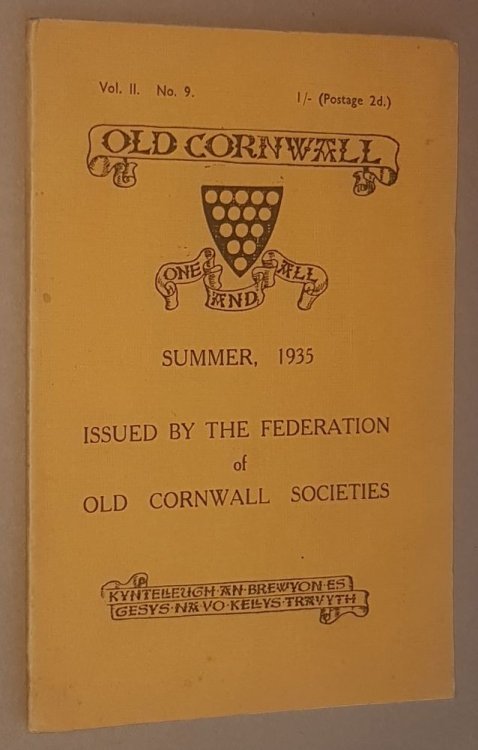 Vol. II. No. 9.
1/- (Postage 2d.)
OLD CORNWALL
ONE AND ALL
SUMMER, 1935
ISSUED BY THE FEDERATION
of
OLD CORNWALL SOCIETIES
KYNTELLEUGH·AN·BREWYON·ES
GESYS·NA·VO·KELLYS·TRAVYTH